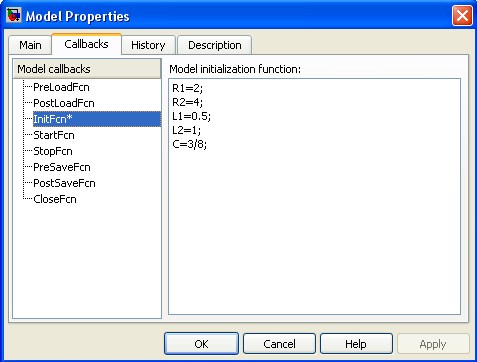 Model Properties
Main
Callbacks
History
Description
Model callbacks
PreLoadFcn
PostLoadFcn
InitFcn*
StartFcn
StopFcn
PreSaveFcn
PostSaveFcn
CloseFcn
Model initialization function:
R1=2;
R2=4;
L1=0.5;
L2=1;
C=3/8;
OK
Cancel
Help
Apply